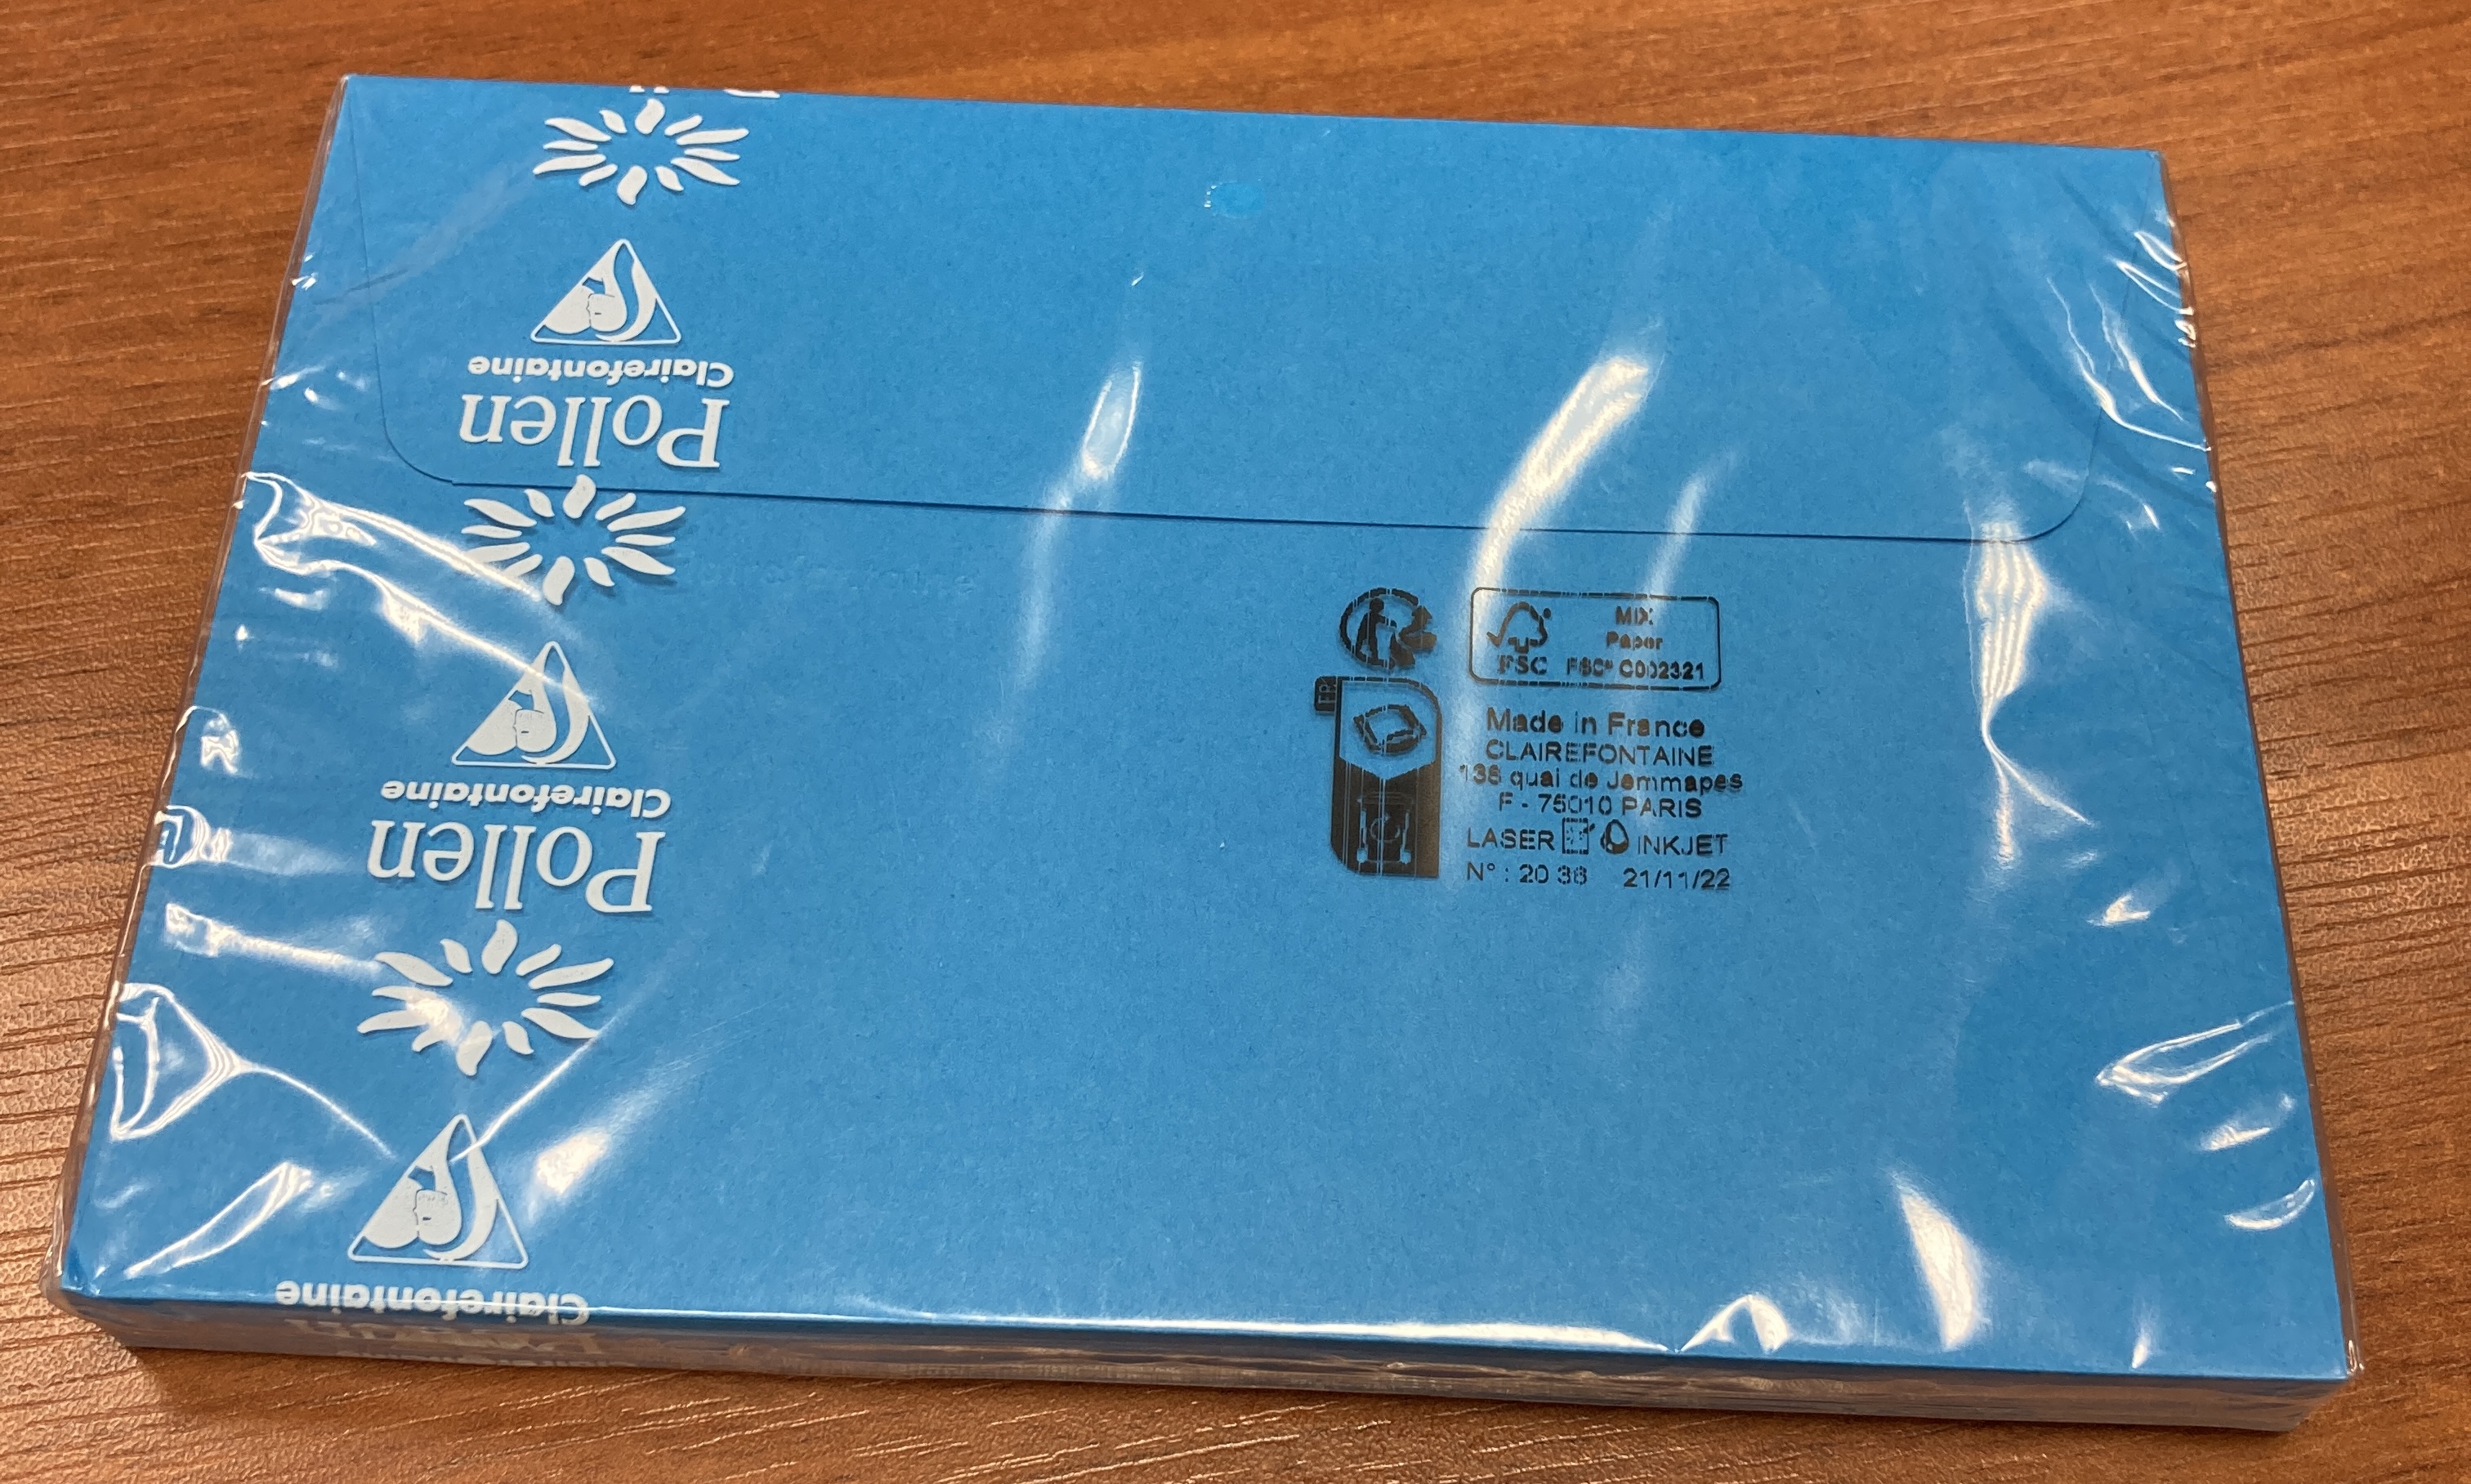 Clairefontaine
Pollen
Clairefontaine
Pollen
Clairefontaine
MIX
Paper
FSC FSC® C002321
FR
Made in France
CLAIREFONTAINE
138 quai de Jemmapes
F - 75010 PARIS
LASER INKJET
N° : 20 38 21/11/22